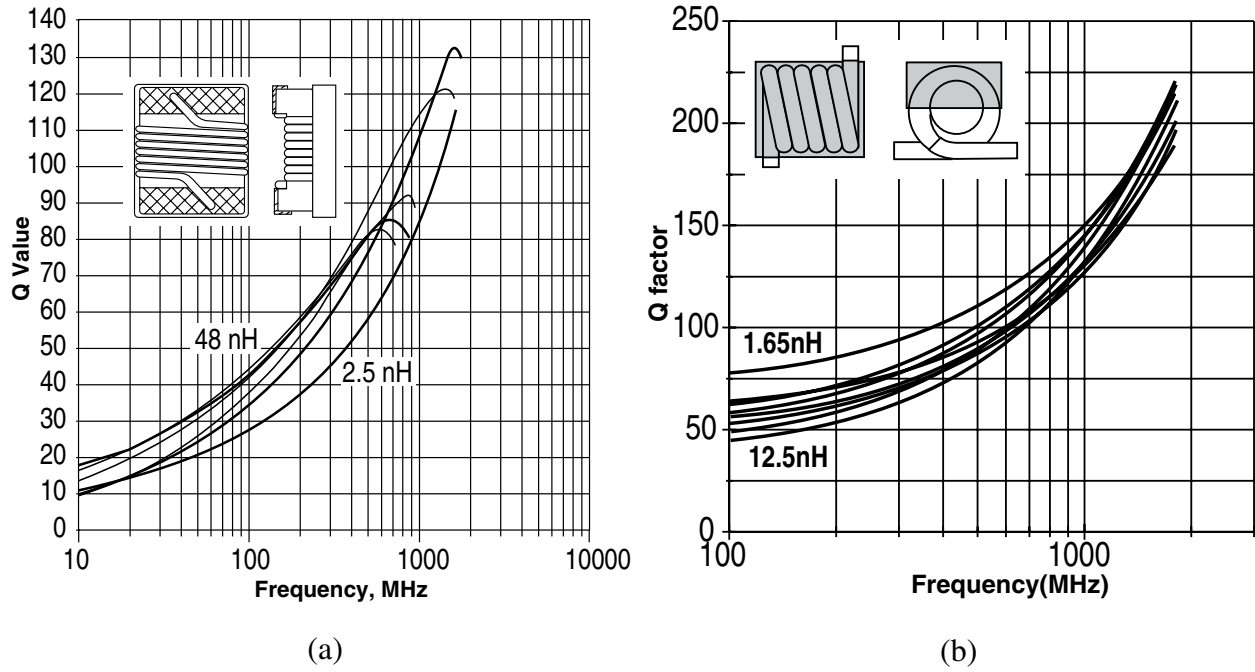 140
130
120
110
100
90
80
70
60
50
40
30
20
10
0
Q Value
48 nH
2.5 nH
10 100 1000 10000
Frequency, MHz
(a)
250
200
150
100
50
0
Q factor
1.65nH
12.5nH
100 1000
Frequency(MHz)
(b)